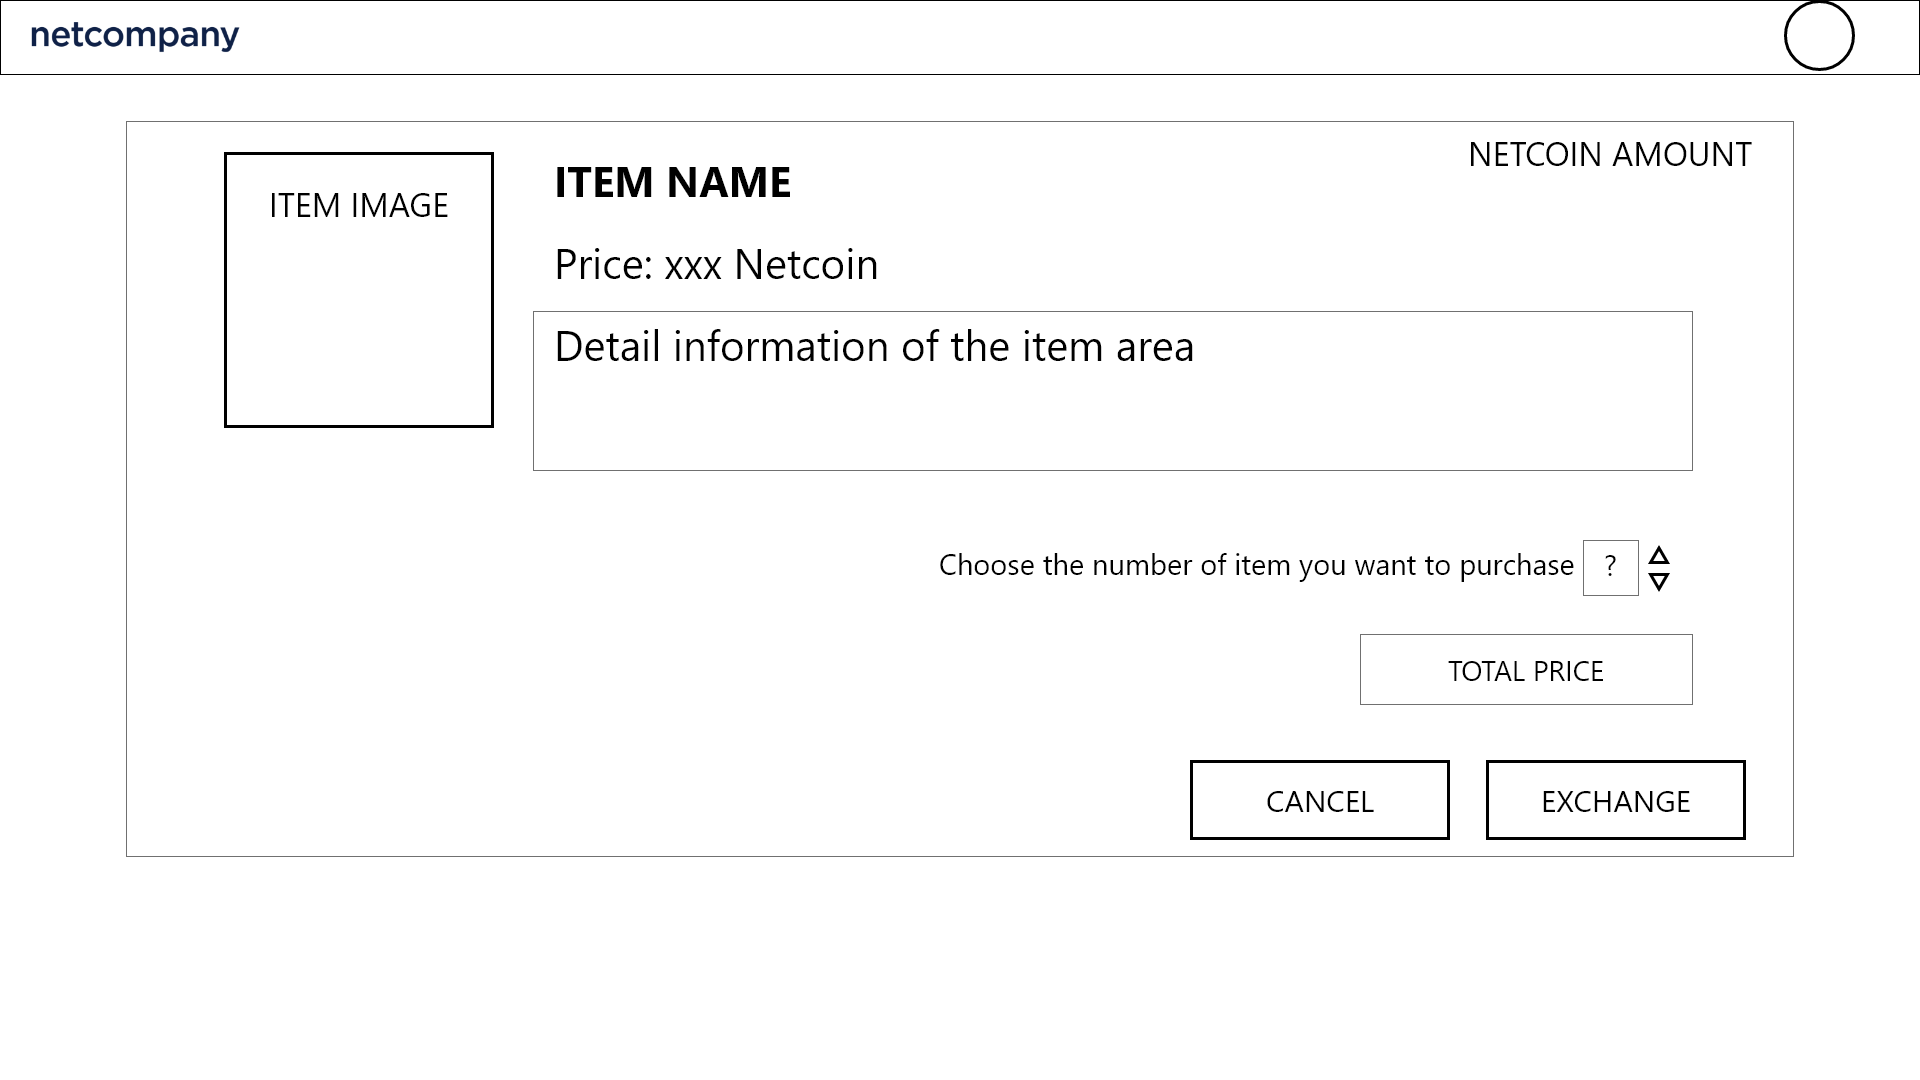 netcompany
NETCOIN AMOUNT
ITEM IMAGE
ITEM NAME
Price: xxx Netcoin
Detail information of the item area
Choose the number of item you want to purchase ?
TOTAL PRICE
CANCEL
EXCHANGE